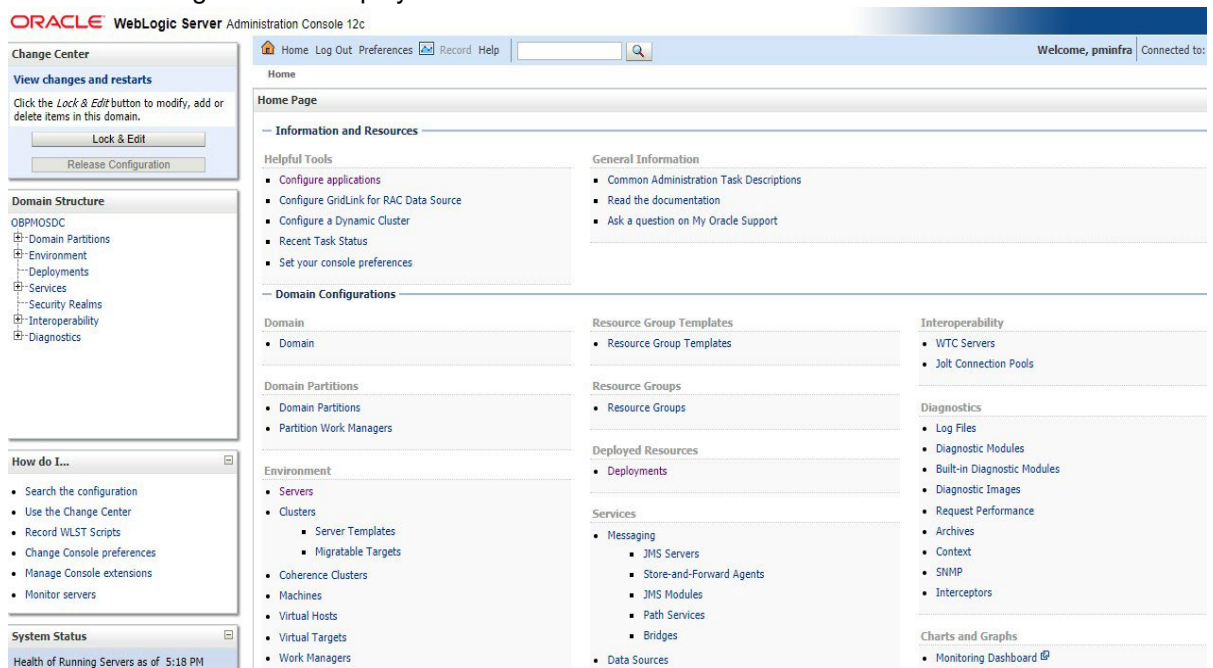 ORACLE WebLogic Server Administration Console 12c
Change Center
View changes and restarts
Click the Lock & Edit button to modify, add or
delete items in this domain.
Lock & Edit
Release Configuration
Domain Structure
OBPMOSDC
Domain Partitions
Environment
Deployments
Services
Security Realms
Interoperability
Diagnostics
How do I...
Search the configuration
Use the Change Center
Record WLST Scripts
Change Console preferences
Manage Console extensions
Monitor servers
System Status
Health of Running Servers as of 5:18 PM
Home Log Out Preferences Record Help
Welcome, pminfra Connected to:
Home
Home Page
Information and Resources
Helpful Tools
Configure applications
Configure GridLink for RAC Data Source
Configure a Dynamic Cluster
Recent Task Status
Set your console preferences
General Information
Common Administration Task Descriptions
Read the documentation
Ask a question on My Oracle Support
Domain Configurations
Domain
Domain
Domain Partitions
Domain Partitions
Partition Work Managers
Environment
Servers
Clusters
Server Templates
Migratable Targets
Coherence Clusters
Machines
Virtual Hosts
Virtual Targets
Work Managers
Resource Group Templates
Resource Group Templates
Resource Groups
Resource Groups
Deployed Resources
Deployments
Services
Messaging
JMS Servers
Store-and-Forward Agents
JMS Modules
Path Services
Bridges
Data Sources
Interoperability
WTC Servers
Jolt Connection Pools
Diagnostics
Log Files
Diagnostic Modules
Built-in Diagnostic Modules
Diagnostic Images
Request Performance
Archives
Context
SNMP
Interceptors
Charts and Graphs
Monitoring Dashboard